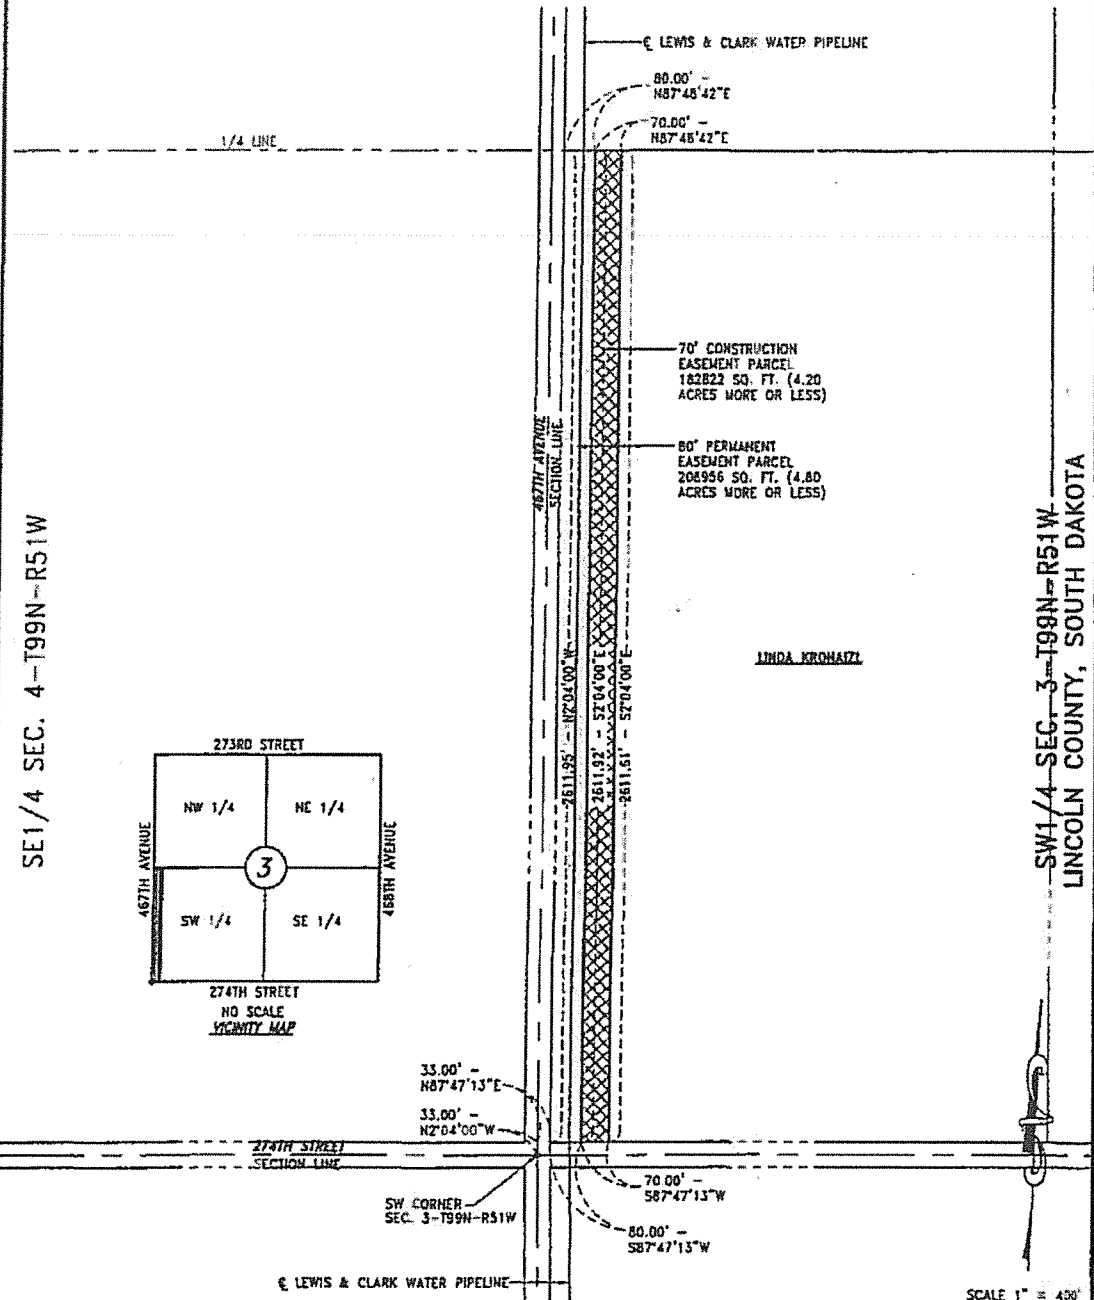 ℄ LEWIS & CLARK WATER PIPELINE
80.00' -
N87°46'42"E
70.00' -
N87°46'42"E
1/4 LINE
70' CONSTRUCTION
EASEMENT PARCEL
182822 SQ. FT. (4.20
ACRES MORE OR LESS)
80' PERMANENT
EASEMENT PARCEL
208956 SQ. FT. (4.80
ACRES MORE OR LESS)
467TH AVENUE
SECTION LINE
SE1/4 SEC. 4-T99N-R51W
SW1/4 SEC. 3-T99N-R51W
LINCOLN COUNTY, SOUTH DAKOTA
LINDA
2611.95' - N2°04'00"W
2611.92' - S2°04'00"E
2611.61' - S2°04'00"E
273RD STREET
NW 1/4
NE 1/4
467TH AVENUE
3
468TH AVENUE
SW 1/4
SE 1/4
274TH STREET
NO SCALE
VICINITY MAP
33.00' -
N87°47'13"E
33.00' -
N2°04'00"W
274TH STREET
SECTION LINE
SW CORNER
SEC. 3-T99N-R51W
70.00' -
S87°47'13"W
80.00' -
S87°47'13"W
℄ LEWIS & CLARK WATER PIPELINE
SCALE 1" = 400'